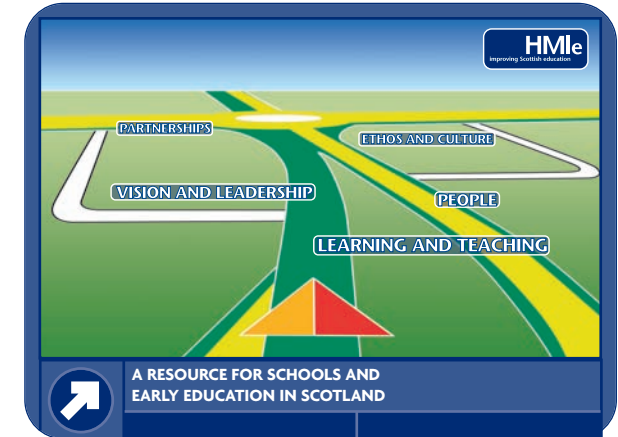 HMIe
improving Scottish education
PARTNERSHIPS
ETHOS AND CULTURE
VISION AND LEADERSHIP
PEOPLE
LEARNING AND TEACHING
A RESOURCE FOR SCHOOLS AND
EARLY EDUCATION IN SCOTLAND